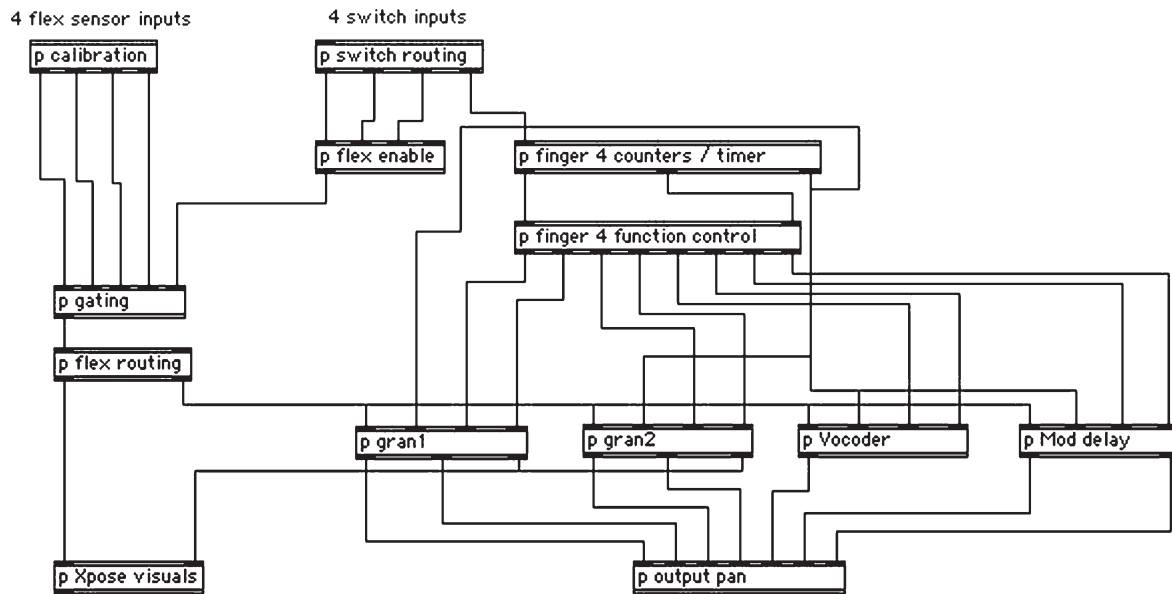 4 flex sensor inputs
4 switch inputs
p calibration
p switch routing
p flex enable
p finger 4 counters / timer
p finger 4 function control
p gating
p flex routing
p gran1
p gran2
p Vocoder
p Mod delay
p Xpose visuals
p output pan